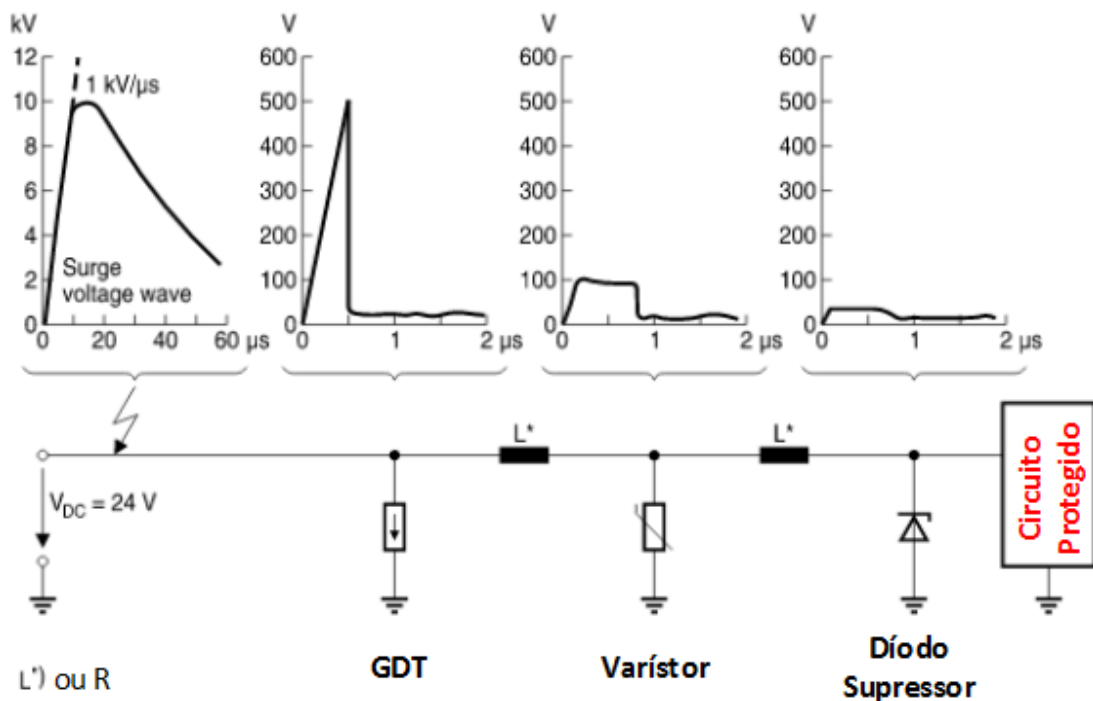 kV
12
10
8
6
4
2
0
1 kV/µs
Surge
voltage wave
0 20 40 60 µs
V
600
500
400
300
200
100
0
0 1 2 µs
V
600
500
400
300
200
100
0
0 1 2 µs
V
600
500
400
300
200
100
0
0 1 2 µs
L* L*
V_DC = 24 V
Circuito
Protegido
L*) ou R
GDT
Varístor
Díodo
Supressor